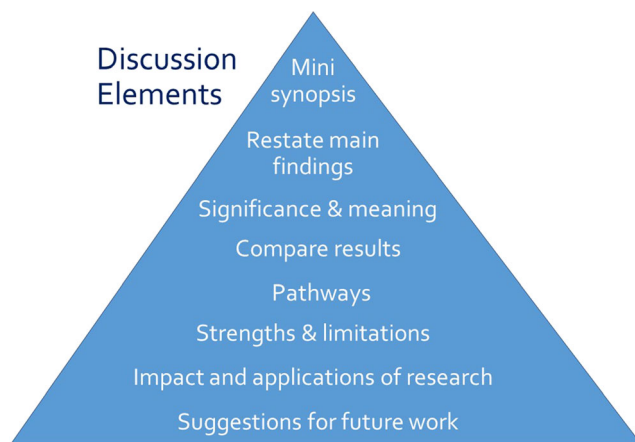 Discussion
Elements
Mini
synopsis
Restate main
findings
Significance & meaning
Compare results
Pathways
Strengths & limitations
Impact and applications of research
Suggestions for future work